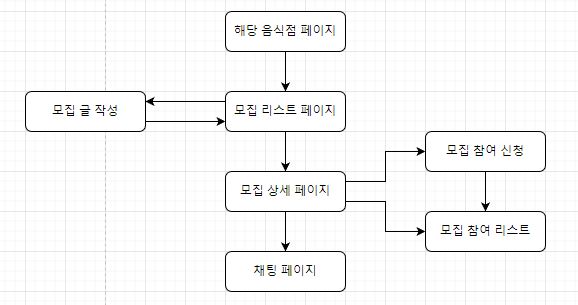 해당 음식점 페이지
모집 글 작성
모집 리스트 페이지
모집 참여 신청
모집 상세 페이지
모집 참여 리스트
채팅 페이지